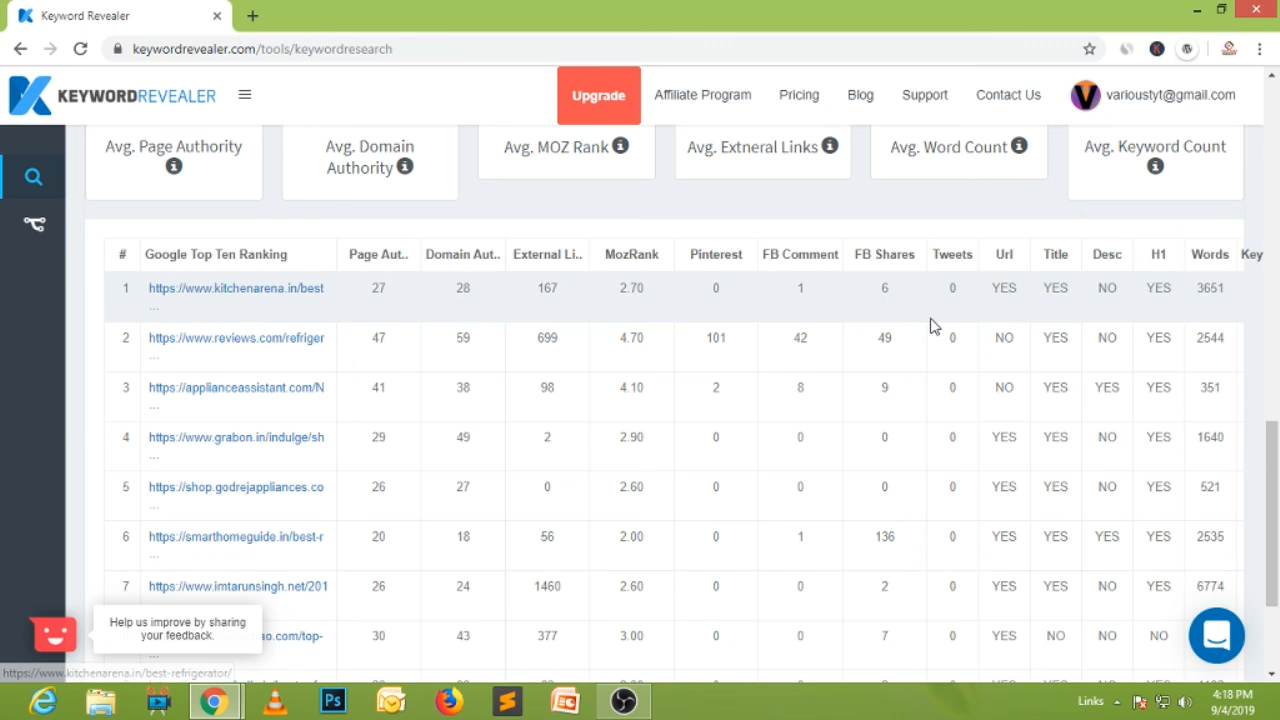 Keyword Revealer
keywordrevealer.com/tools/keywordresearch
KEYWORDREVEALER
Upgrade
Affiliate Program
Pricing
Blog
Support
Contact Us
varioustyt@gmail.com
Avg. Page Authority
Avg. Domain
Authority
Avg. MOZ Rank
Avg. Extneral Links
Avg. Word Count
Avg. Keyword Count
# Google Top Ten Ranking Page Aut.. Domain Aut.. External Li.. MozRank Pinterest FB Comment FB Shares Tweets Url Title Desc H1 Words Key
1 https://www.kitchenarena.in/best 27 28 167 2.70 0 1 6 0 YES YES NO YES 3651
...
2 https://www.reviews.com/refriger 47 59 699 4.70 101 42 49 0 NO YES NO YES 2544
...
3 https://applianceassistant.com/N 41 38 98 4.10 2 8 9 0 NO YES YES YES 351
...
4 https://www.grabon.in/indulge/sh 29 49 2 2.90 0 0 0 0 YES YES NO YES 1640
...
5 https://shop.godrejappliances.co 26 27 0 2.60 0 0 0 0 YES YES NO YES 521
...
6 https://smarthomeguide.in/best-r 20 18 56 2.00 0 1 136 0 YES YES YES YES 2535
...
7 https://www.imtarunsingh.net/201 26 24 1460 2.60 0 0 2 0 YES YES NO YES 6774
.com/top- 30 43 377 3.00 0 0 7 0 YES NO NO NO
...
Help us improve by sharing
your feedback.
https://www.kitchenarena.in/best-refrigerator/
Links
4:18 PM
9/4/2019